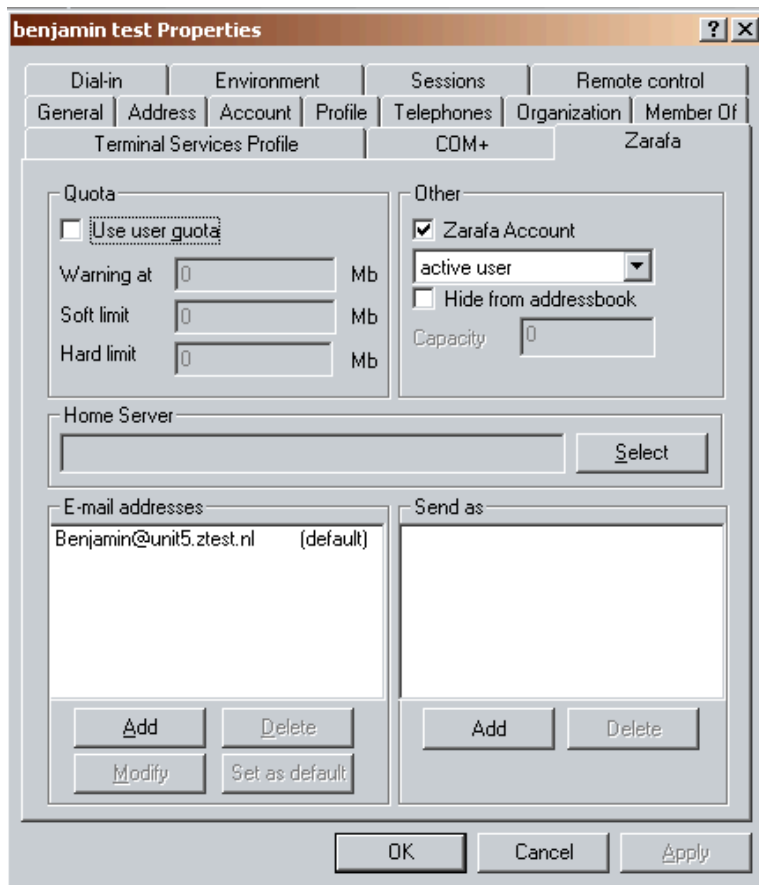 benjamin test Properties
Dial-in Environment Sessions Remote control
General Address Account Profile Telephones Organization Member Of
Terminal Services Profile COM+ Zarafa
Quota Other
Use user quota Zarafa Account
Warning at 0 Mb active user
Soft limit 0 Mb Hide from addressbook
Hard limit 0 Mb Capacity 0
Home Server
Select
E-mail addresses Send as
Benjamin@unit5.ztest.nl (default)
Add Delete Add Delete
Modify Set as default
OK Cancel Apply